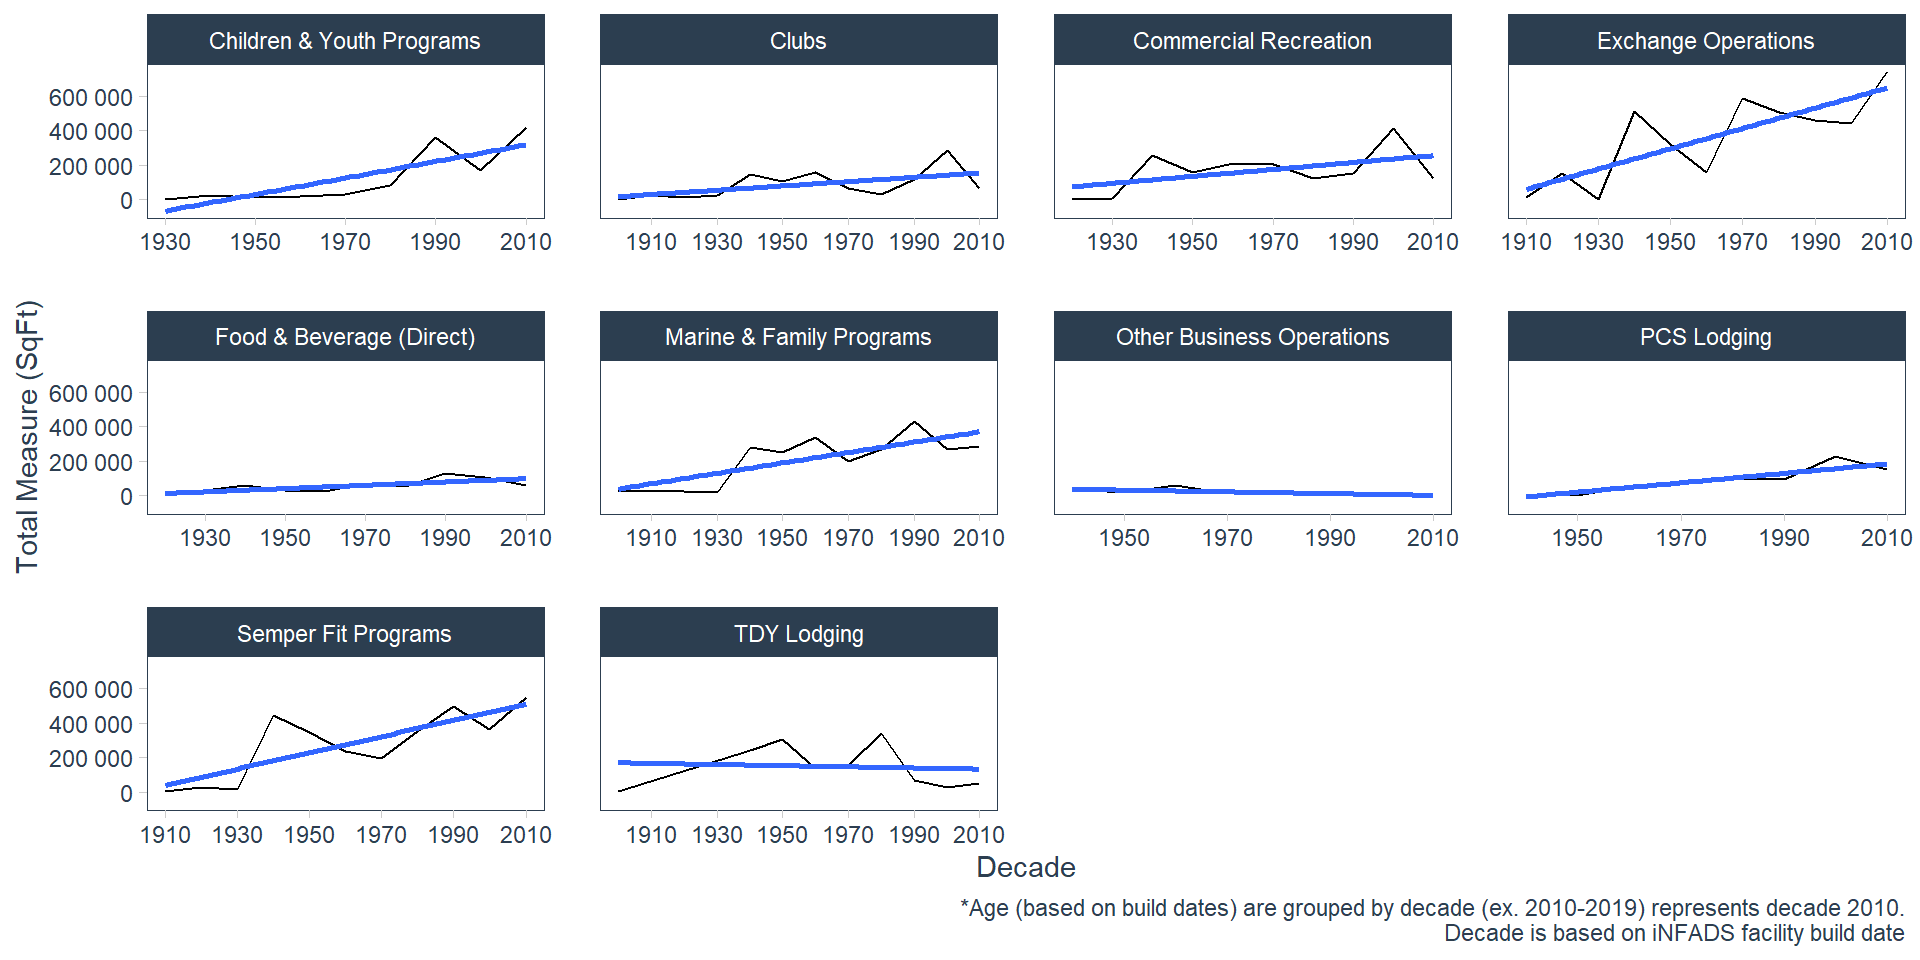 Children & Youth Programs
Clubs
Commercial Recreation
Exchange Operations
600 000
400 000
200 000
0
1930 1950 1970 1990 2010
1910 1930 1950 1970 1990 2010
1930 1950 1970 1990 2010
1910 1930 1950 1970 1990 2010
Total Measure (SqFt)
Food & Beverage (Direct)
Marine & Family Programs
Other Business Operations
PCS Lodging
600 000
400 000
200 000
0
1930 1950 1970 1990 2010
1910 1930 1950 1970 1990 2010
1950 1970 1990 2010
1950 1970 1990 2010
Semper Fit Programs
TDY Lodging
600 000
400 000
200 000
0
1910 1930 1950 1970 1990 2010
1910 1930 1950 1970 1990 2010
Decade
*Age (based on build dates) are grouped by decade (ex. 2010-2019) represents decade 2010.
Decade is based on iNFADS facility build date